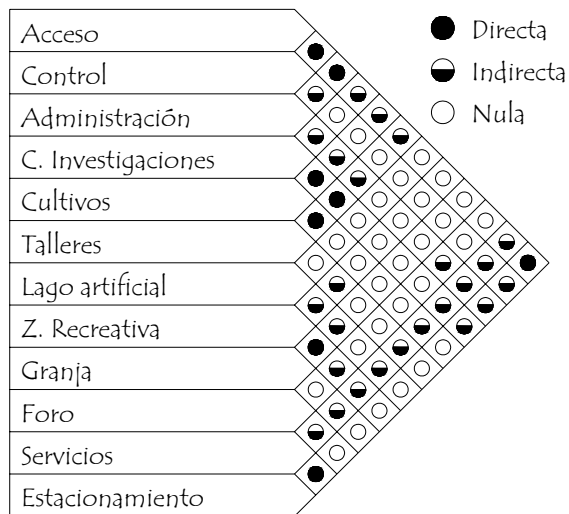 Acceso
Control
Administración
C. Investigaciones
Cultivos
Talleres
Lago artificial
Z. Recreativa
Granja
Foro
Servicios
Estacionamiento
Directa
Indirecta
Nula